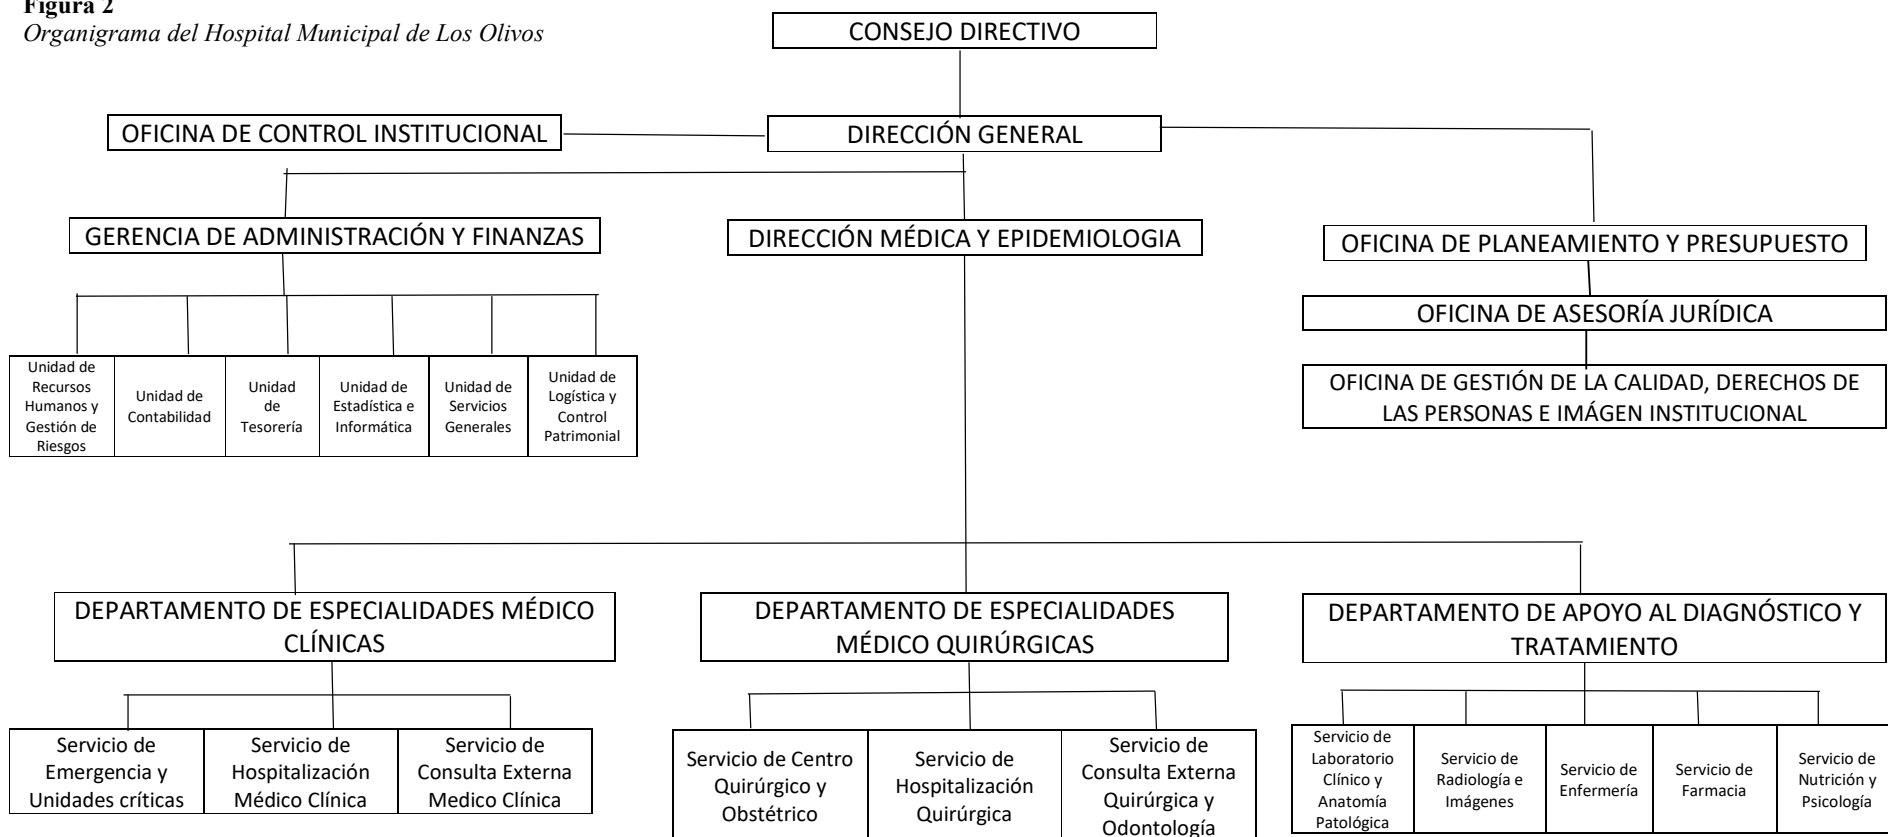 Figura 2
Organigrama del Hospital Municipal de Los Olivos
CONSEJO DIRECTIVO
OFICINA DE CONTROL INSTITUCIONAL
DIRECCIÓN GENERAL
GERENCIA DE ADMINISTRACIÓN Y FINANZAS
DIRECCIÓN MÉDICA Y EPIDEMIOLOGIA
OFICINA DE PLANEAMIENTO Y PRESUPUESTO
OFICINA DE ASESORÍA JURÍDICA
OFICINA DE GESTIÓN DE LA CALIDAD, DERECHOS DE
LAS PERSONAS E IMÁGEN INSTITUCIONAL
Unidad de
Recursos
Humanos y
Gestión de
Riesgos
Unidad de
Contabilidad
Unidad
de
Tesorería
Unidad de
Estadística e
Informática
Unidad de
Servicios
Generales
Unidad de
Logística y
Control
Patrimonial
DEPARTAMENTO DE ESPECIALIDADES MÉDICO
CLÍNICAS
DEPARTAMENTO DE ESPECIALIDADES
MÉDICO QUIRÚRGICAS
DEPARTAMENTO DE APOYO AL DIAGNÓSTICO Y
TRATAMIENTO
Servicio de
Emergencia y
Unidades críticas
Servicio de
Hospitalización
Médico Clínica
Servicio de
Consulta Externa
Medico Clínica
Servicio de Centro
Quirúrgico y
Obstétrico
Servicio de
Hospitalización
Quirúrgica
Servicio de
Consulta Externa
Quirúrgica y
Odontología
Servicio de
Laboratorio
Clínico y
Anatomía
Patológica
Servicio de
Radiología e
Imágenes
Servicio de
Enfermería
Servicio de
Farmacia
Servicio de
Nutrición y
Psicología